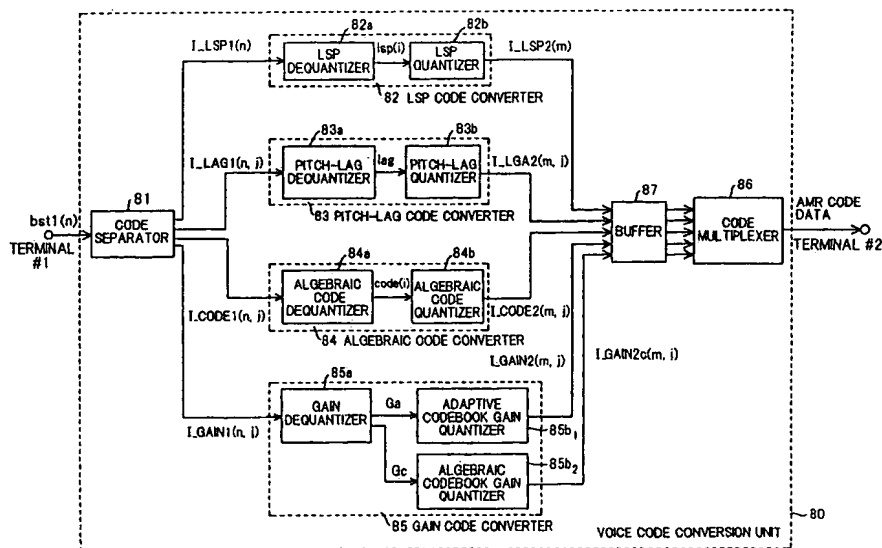 82a
82b
I_LSP1(n)
LSP
DEQUANTIZER
lsp(i)
LSP
QUANTIZER
I_LSP2(m)
82 LSP CODE CONVERTER
83a
83b
I_LAG1(n, j)
PITCH-LAG
DEQUANTIZER
lag
PITCH-LAG
QUANTIZER
I_LGA2(m, j)
83 PITCH-LAG CODE CONVERTER
81
87
86
bst1(n)
TERMINAL
#1
CODE
SEPARATOR
BUFFER
CODE
MULTIPLEXER
AMR CODE
DATA
TERMINAL #2
84a
84b
ALGEBRAIC
CODE
DEQUANTIZER
code(i)
ALGEBRAIC
CODE
QUANTIZER
I_CODE1(n, j)
I_CODE2(m, j)
84 ALGEBRAIC CODE CONVERTER
I_GAIN2(m, j)
I_GAIN2c(m, j)
85a
GAIN
DEQUANTIZER
Ga
ADAPTIVE
CODEBOOK GAIN
QUANTIZER
85b1
I_GAIN1(n, j)
Gc
ALGEBRAIC
CODEBOOK GAIN
QUANTIZER
85b2
85 GAIN CODE CONVERTER
80
VOICE CODE CONVERSION UNIT